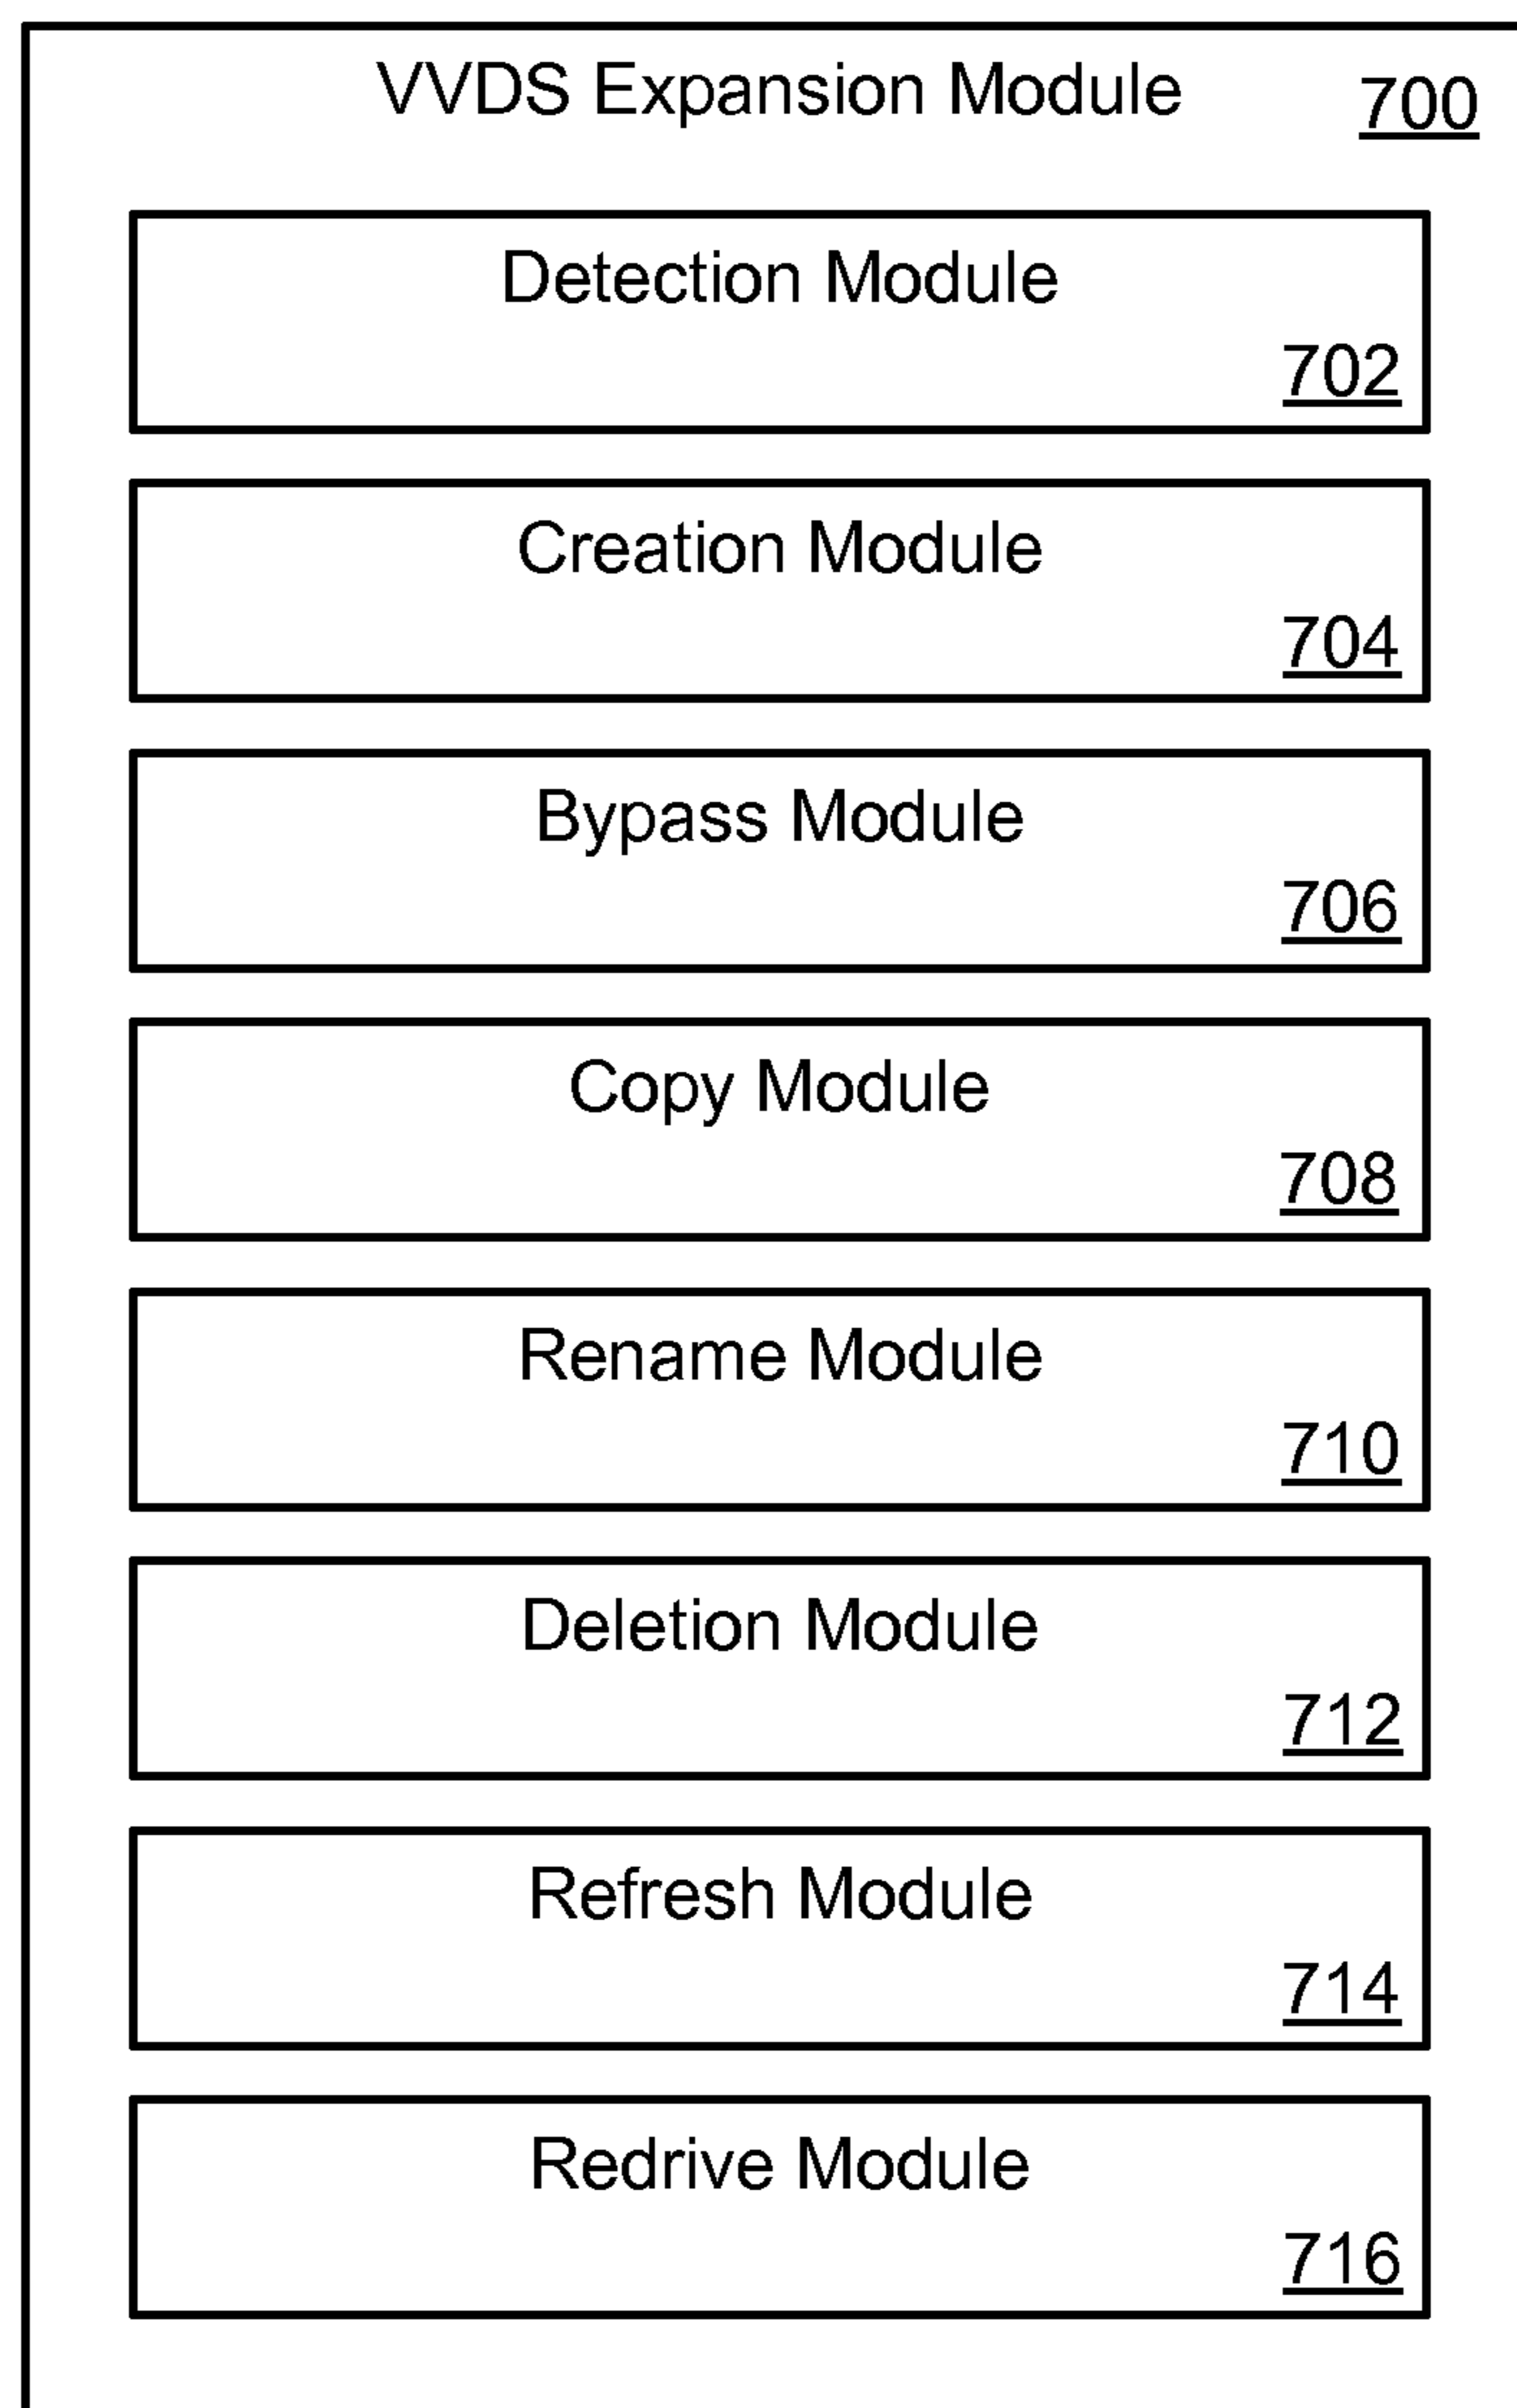 VVDS Expansion Module 700
Detection Module
702
Creation Module
704
Bypass Module
706
Copy Module
708
Rename Module
710
Deletion Module
712
Refresh Module
714
Redrive Module
716